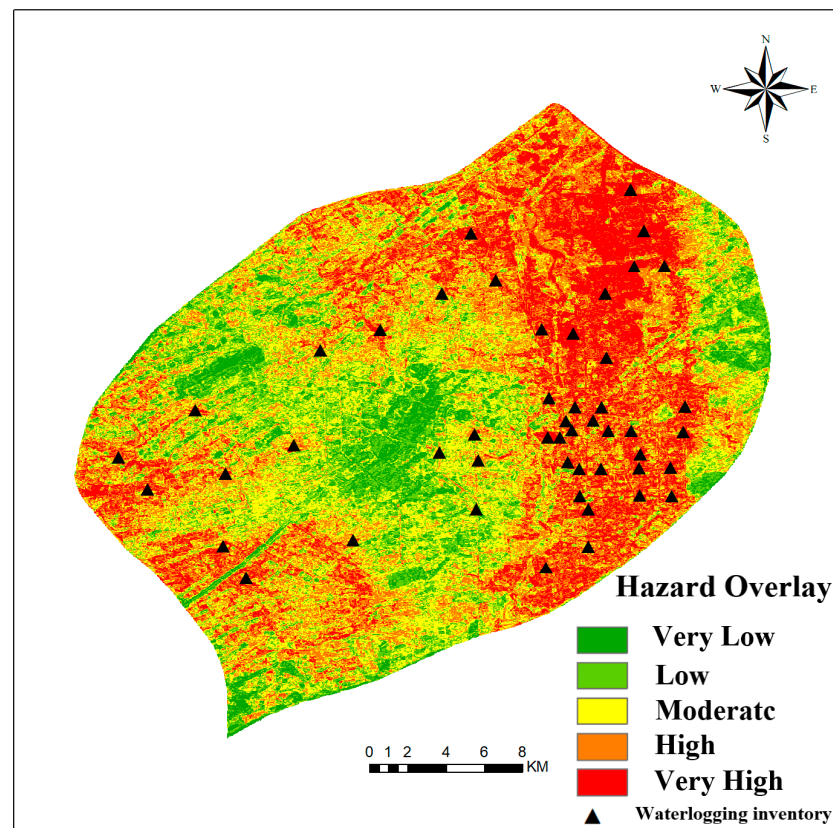 N
W E
S
Hazard Overlay
Very Low
Low
Moderatc
High
Very High
Waterlogging inventory
0 1 2 4 6 8
KM